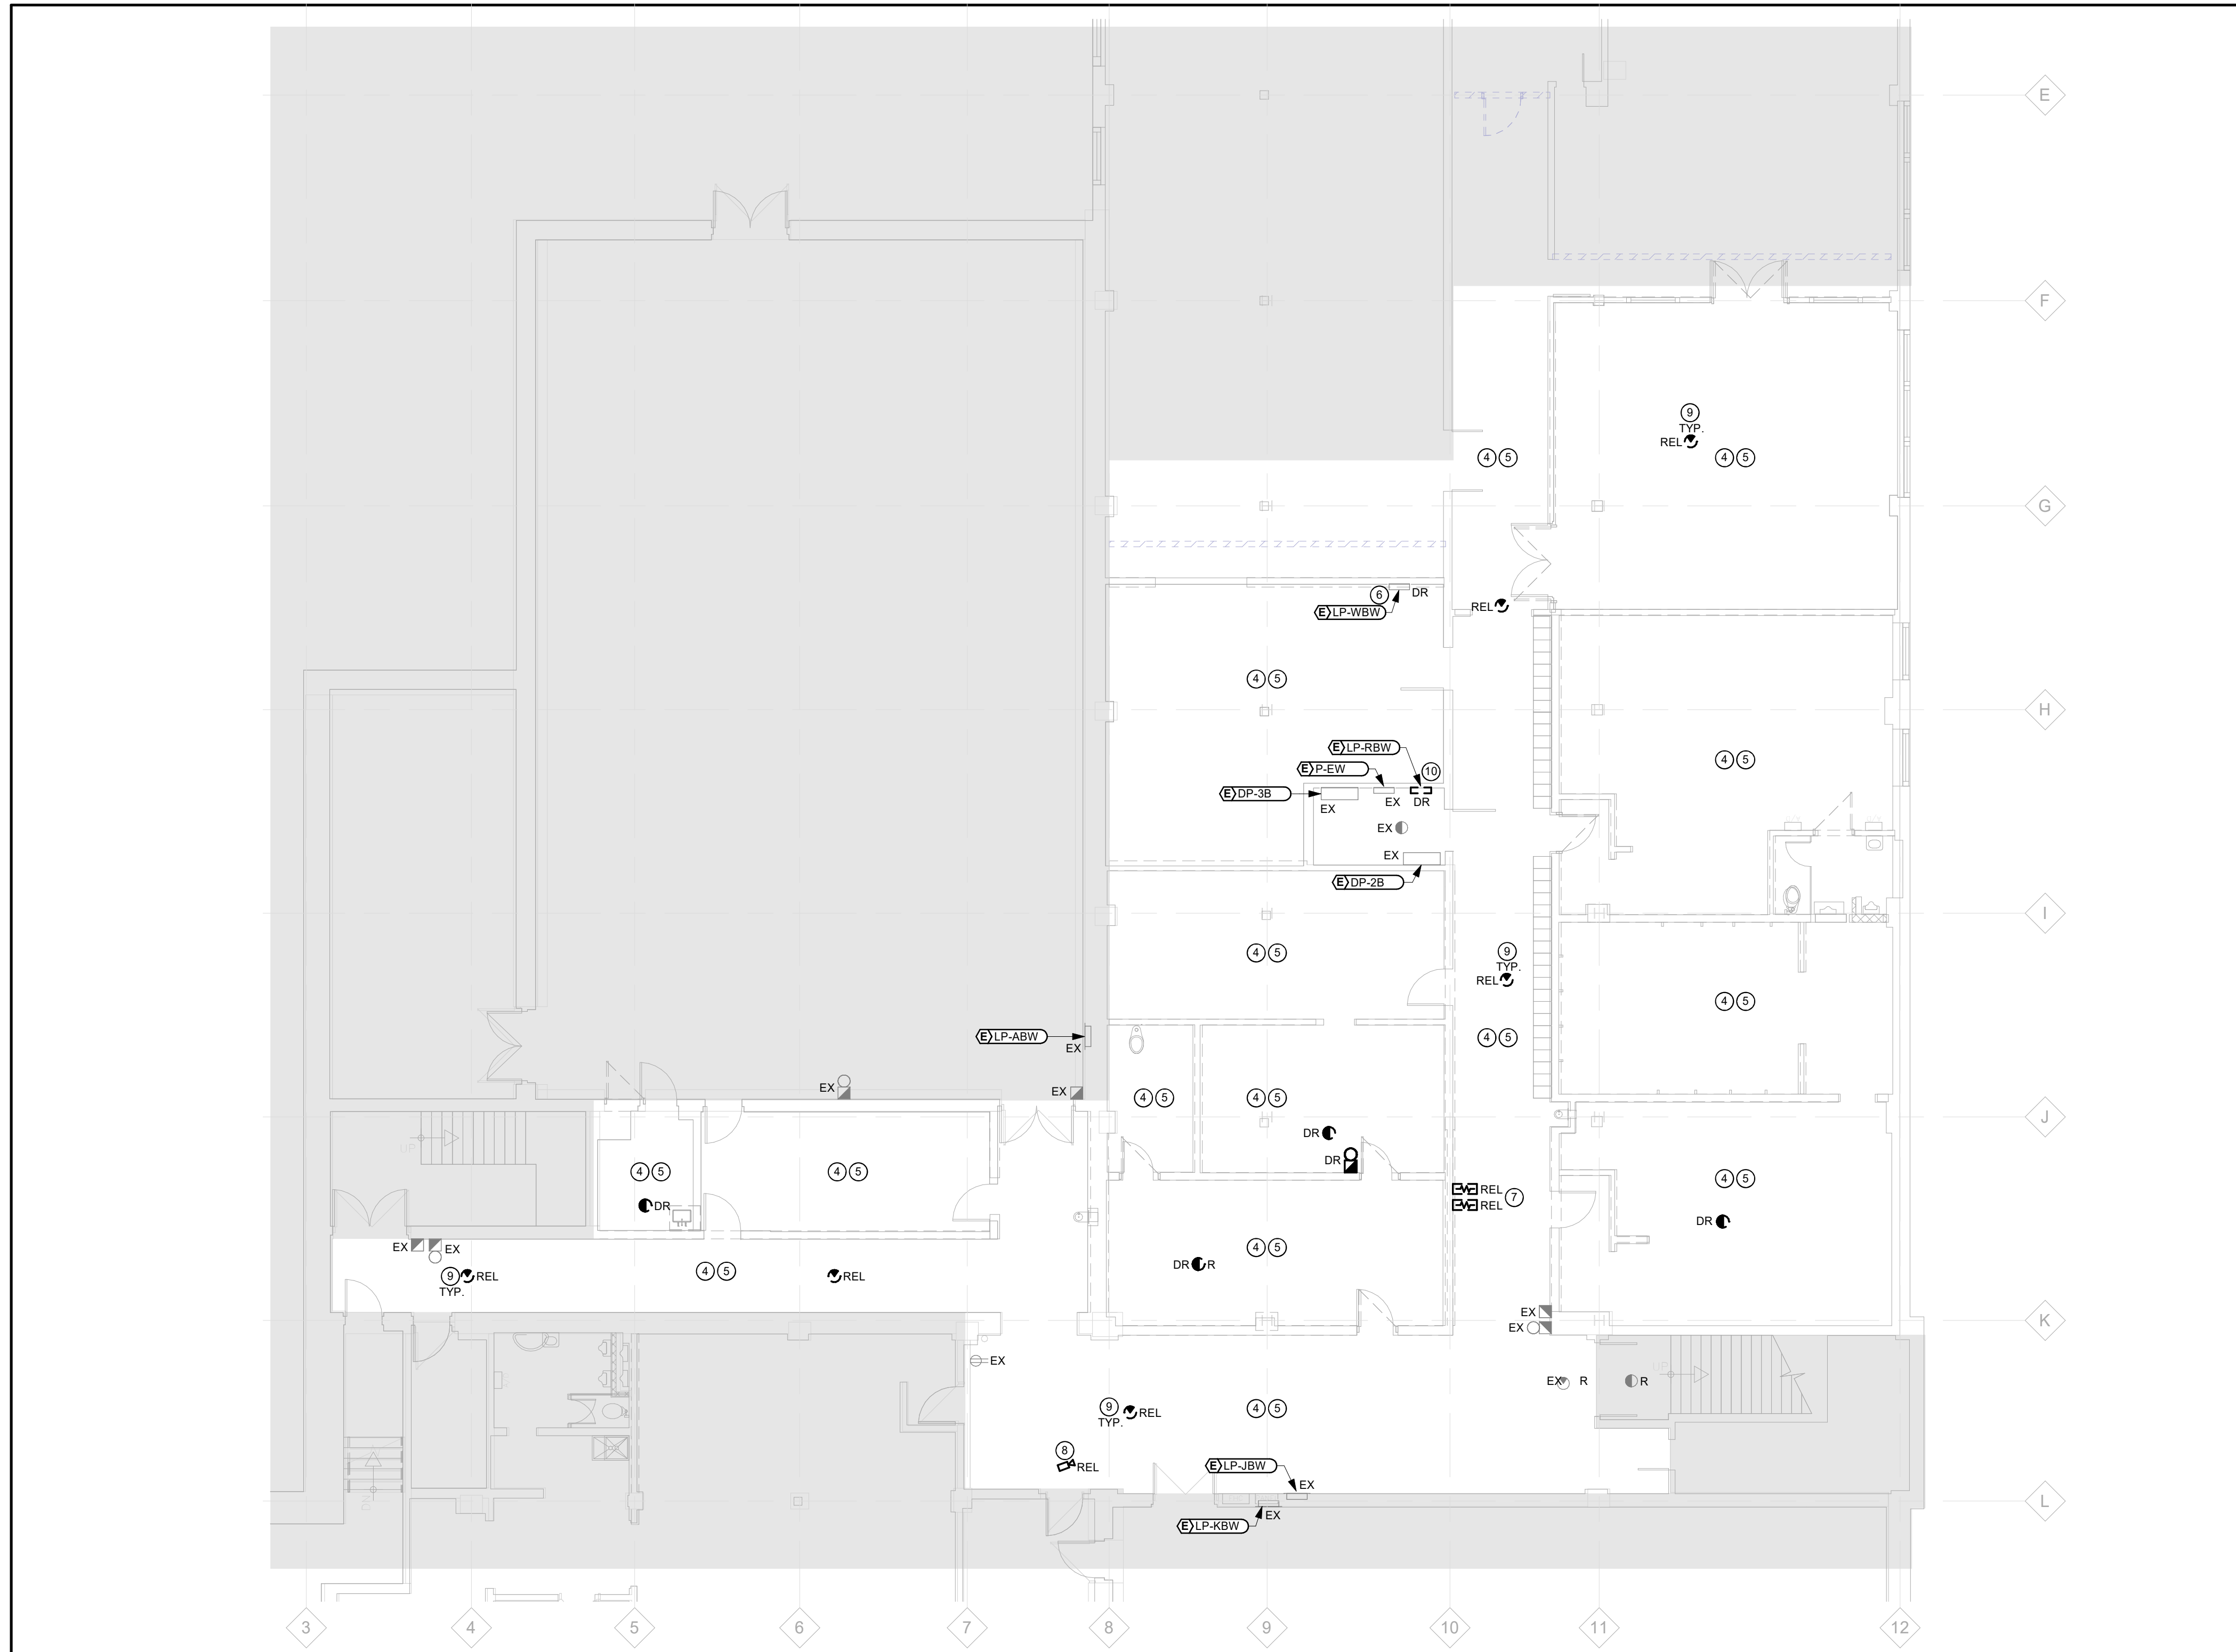 E
F
9
TYP.
REL
4 5
4 5
G
6
DR
E LP-WBW
REL
4 5
H
E LP-RBW
E P-EW
10
4 5
E DP-3B
EX
EX
DR
EX
EX
E DP-2B
I
4 5
9
TYP.
REL
4 5
E LP-ABW
EX
4 5
EX
EX
4 5
4 5
J
DR
UP
4 5
4 5
DR
4 5
REL
REL
7
DR
DR
EX
EX
4 5
DR R
9
REL
TYP.
4 5
REL
EX
K
EX
EX
EX R
R
UP
9
TYP.
REL
4 5
8
REL
E LP-JBW
EX
DN
L
E LP-KBW
EX
3
4
5
6
7
8
9
10
11
12